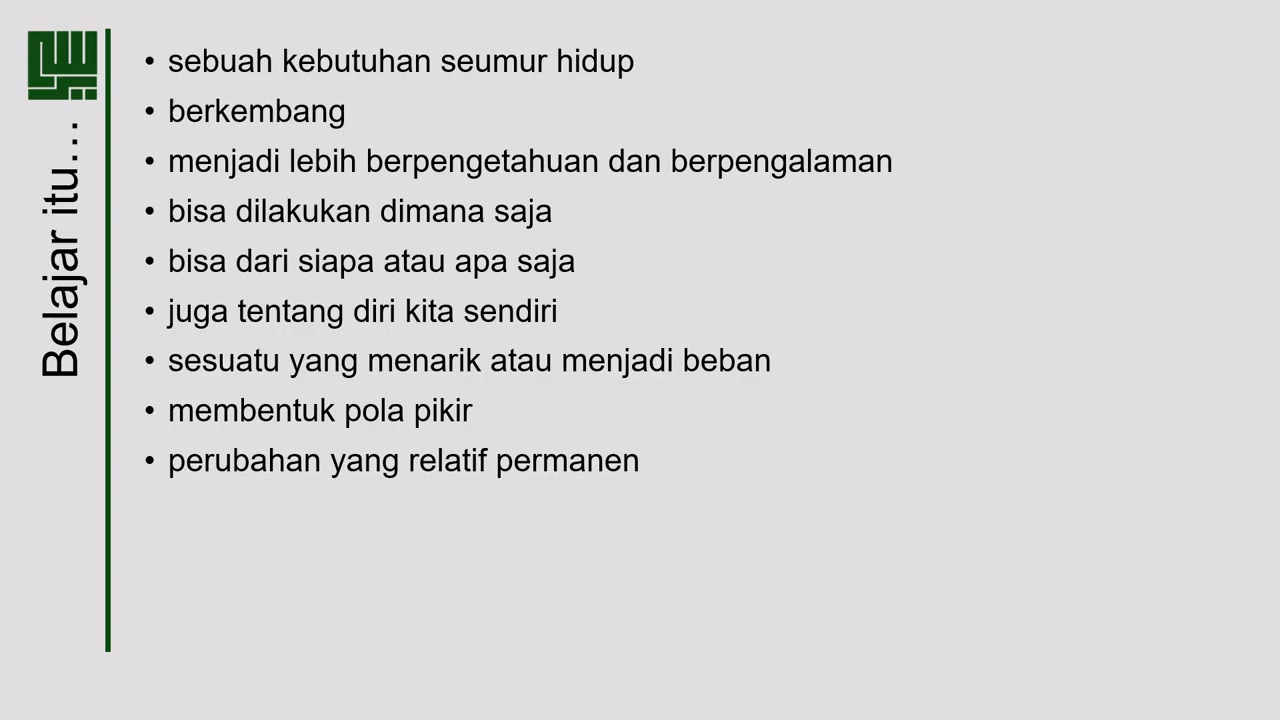 Belajar itu…
• sebuah kebutuhan seumur hidup
• berkembang
• menjadi lebih berpengetahuan dan berpengalaman
• bisa dilakukan dimana saja
• bisa dari siapa atau apa saja
• juga tentang diri kita sendiri
• sesuatu yang menarik atau menjadi beban
• membentuk pola pikir
• perubahan yang relatif permanen